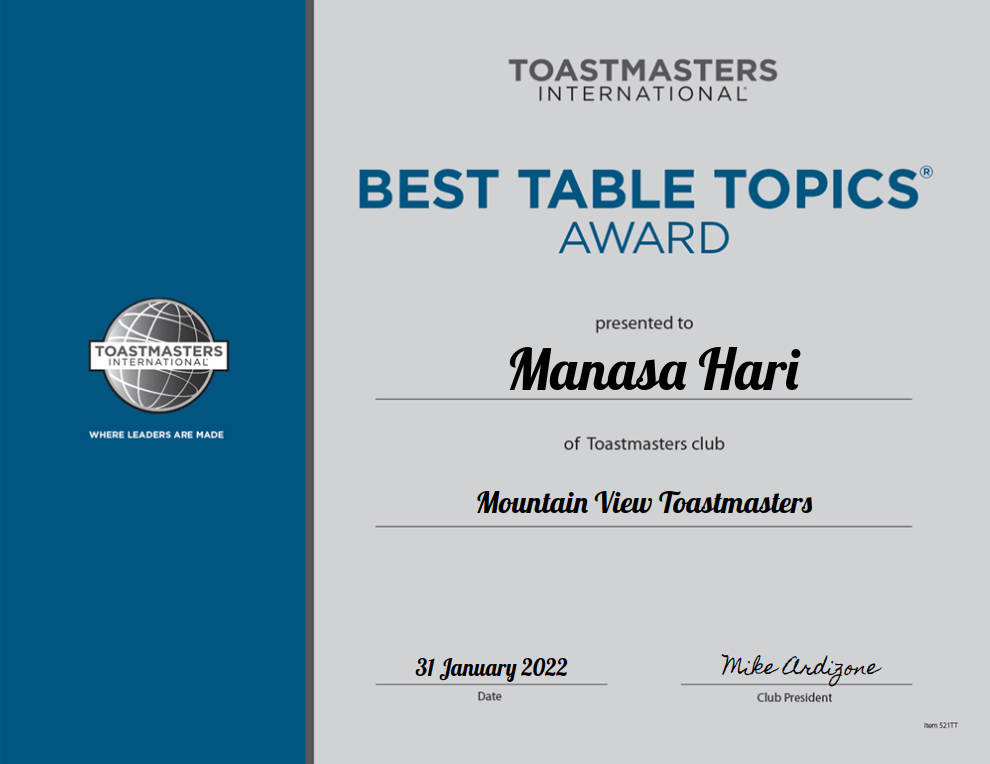 TOASTMASTERS
INTERNATIONAL
BEST TABLE TOPICS®
AWARD
presented to
Manasa Hari
of Toastmasters club
Mountain View Toastmasters
31 January 2022
Date
Mike Ardizone
Club President
Item 521TT
TOASTMASTERS
INTERNATIONAL
WHERE LEADERS ARE MADE